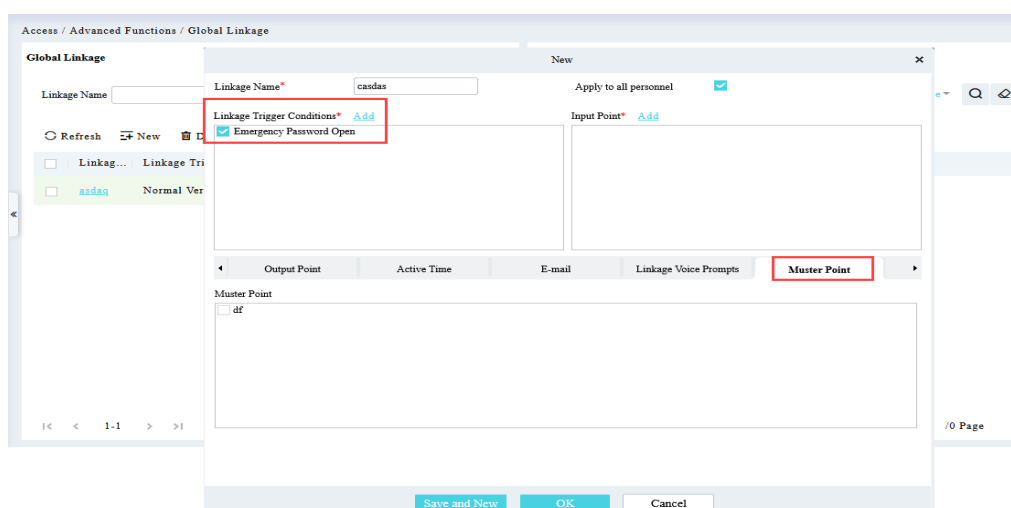 Access / Advanced Functions / Global Linkage
Global Linkage
New
Linkage Name
Linkage Name*
casdas
Apply to all personnel
Linkage Trigger Conditions* Add
Input Point* Add
Emergency Password Open
Refresh
New
Linkag...
Linkage Tri
asdaq
Normal Ver
Output Point
Active Time
E-mail
Linkage Voice Prompts
Muster Point
Muster Point
df
1-1
/0 Page
Save and New
OK
Cancel